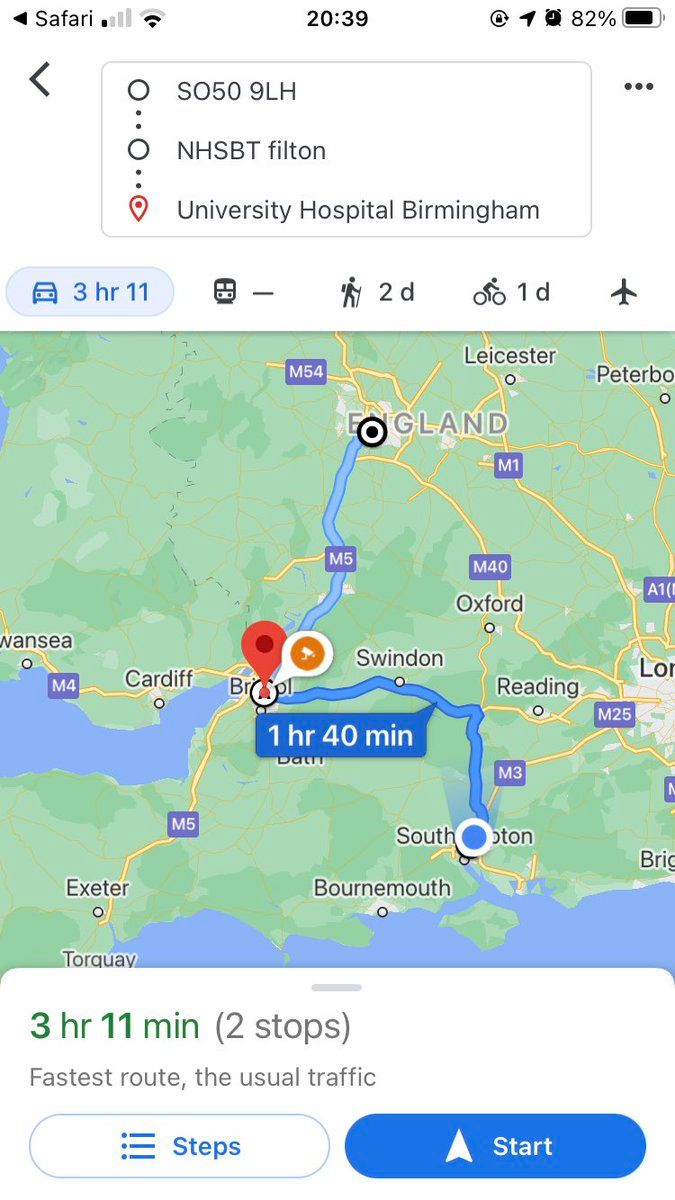 Safari 20:39 82%
SO50 9LH
NHSBT filton
University Hospital Birmingham
3 hr 11 — 2 d 1 d
Leicester
M54
Peterbo
ENGLAND
M1
M5
M40
A1(
Oxford
wansea
Swindon
Cardiff
Lon
M4
Reading
M25
1 hr 40 min
Bath
M3
M5
South pton
Brig
Exeter
Bournemouth
Torquay
3 hr 11 min (2 stops)
Fastest route, the usual traffic
Steps
Start